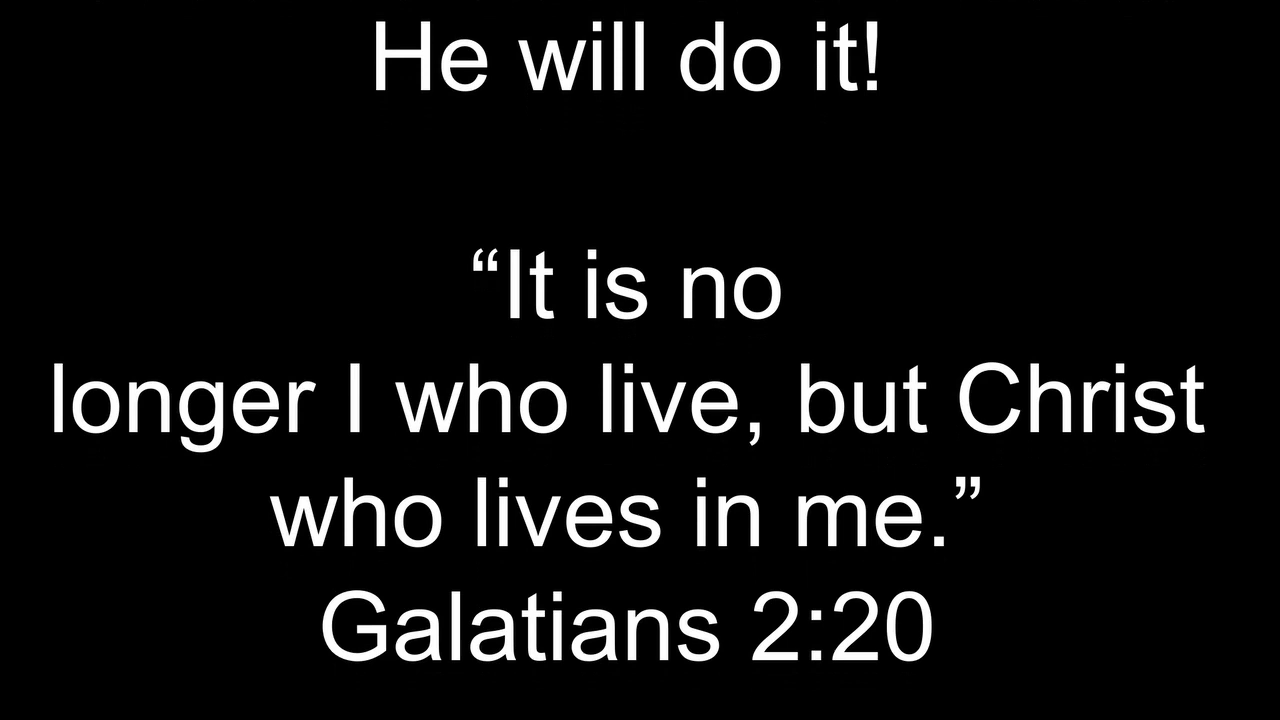 He will do it!
“It is no
longer I who live, but Christ
who lives in me.”
Galatians 2:20